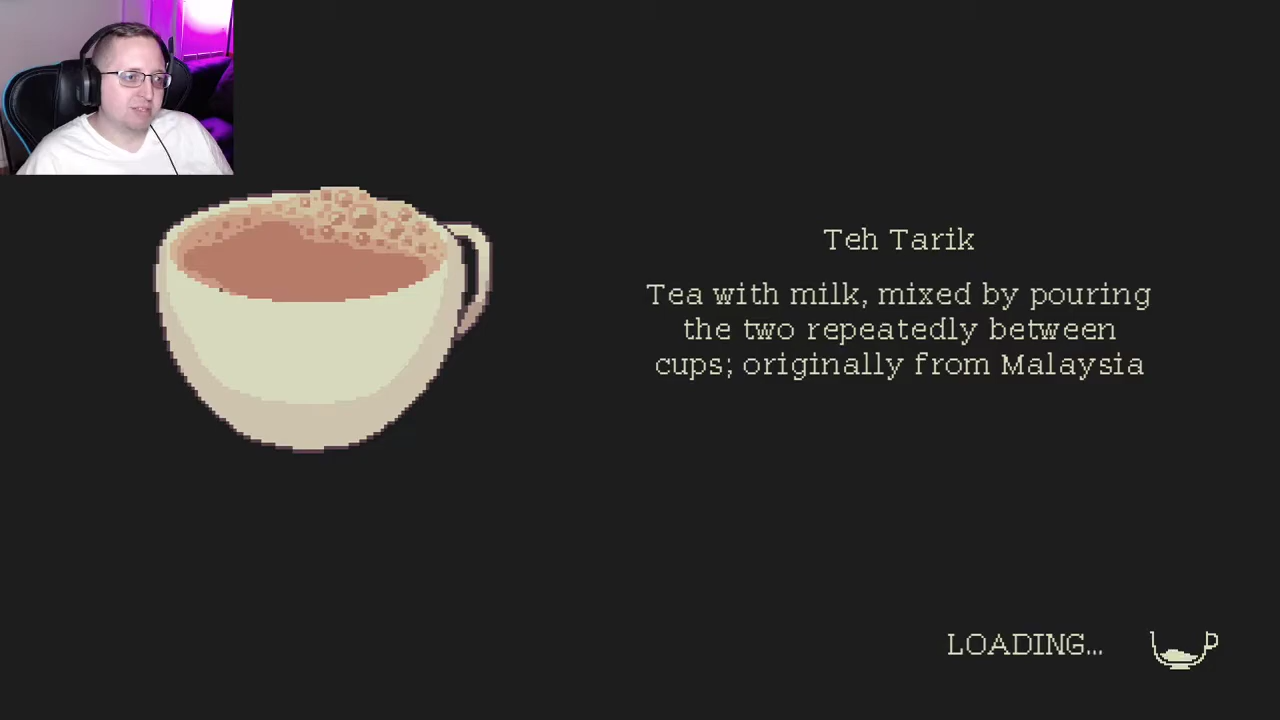 Teh Tarik
Tea with milk, mixed by pouring
the two repeatedly between
cups; originally from Malaysia
LOADING...